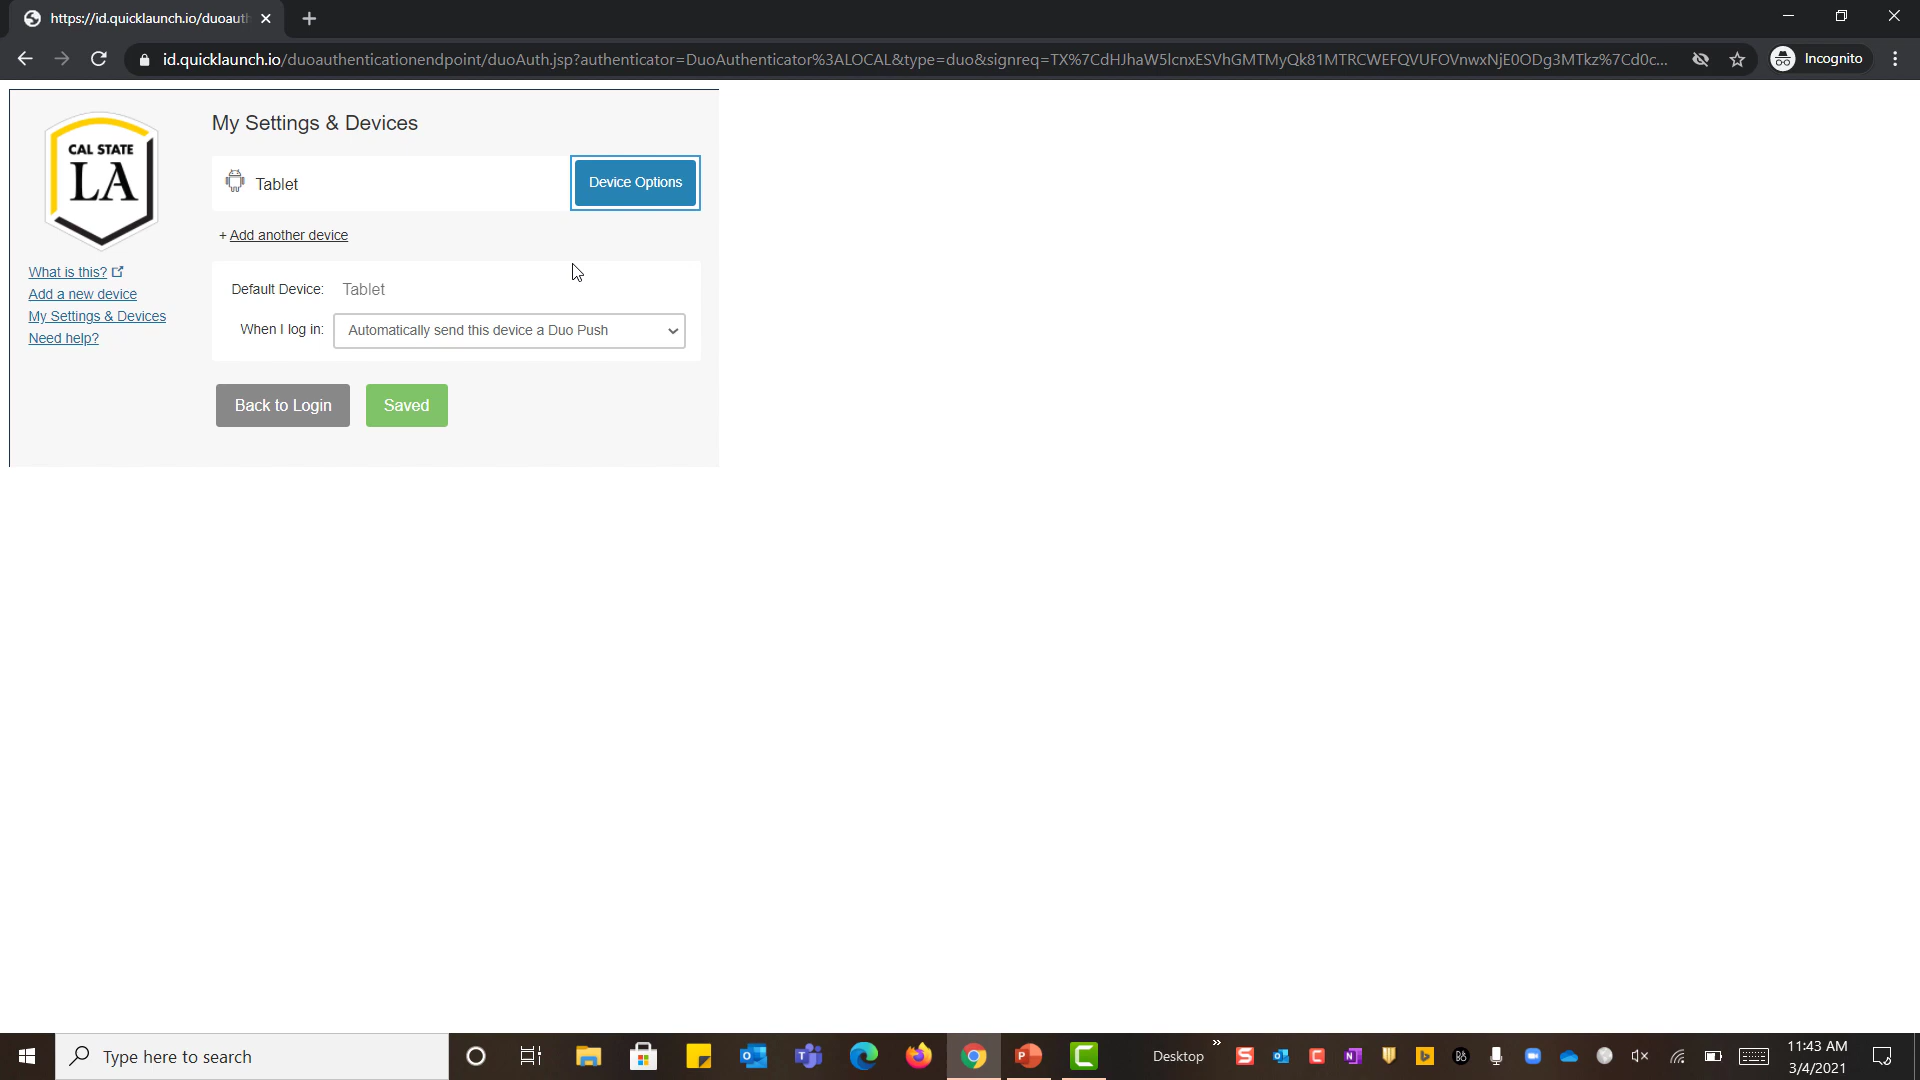 https://id.quicklaunch.io/duoauth
id.quicklaunch.io/duoauthenticationendpoint/duoAuth.jsp?authenticator=DuoAuthenticator%3ALOCAL&type=duo&signreq=TX%7CdHJhaW5lcnxESVhGMTMyQk81MTRCWEFQVUFOVnwxNjE0ODg3MTkz%7Cd0c...
Incognito
CAL STATE
LA
My Settings & Devices
Tablet
Device Options
+ Add another device
What is this?
Add a new device
My Settings & Devices
Need help?
Default Device: Tablet
When I log in: Automatically send this device a Duo Push
Back to Login
Saved
Type here to search
Desktop
11:43 AM
3/4/2021